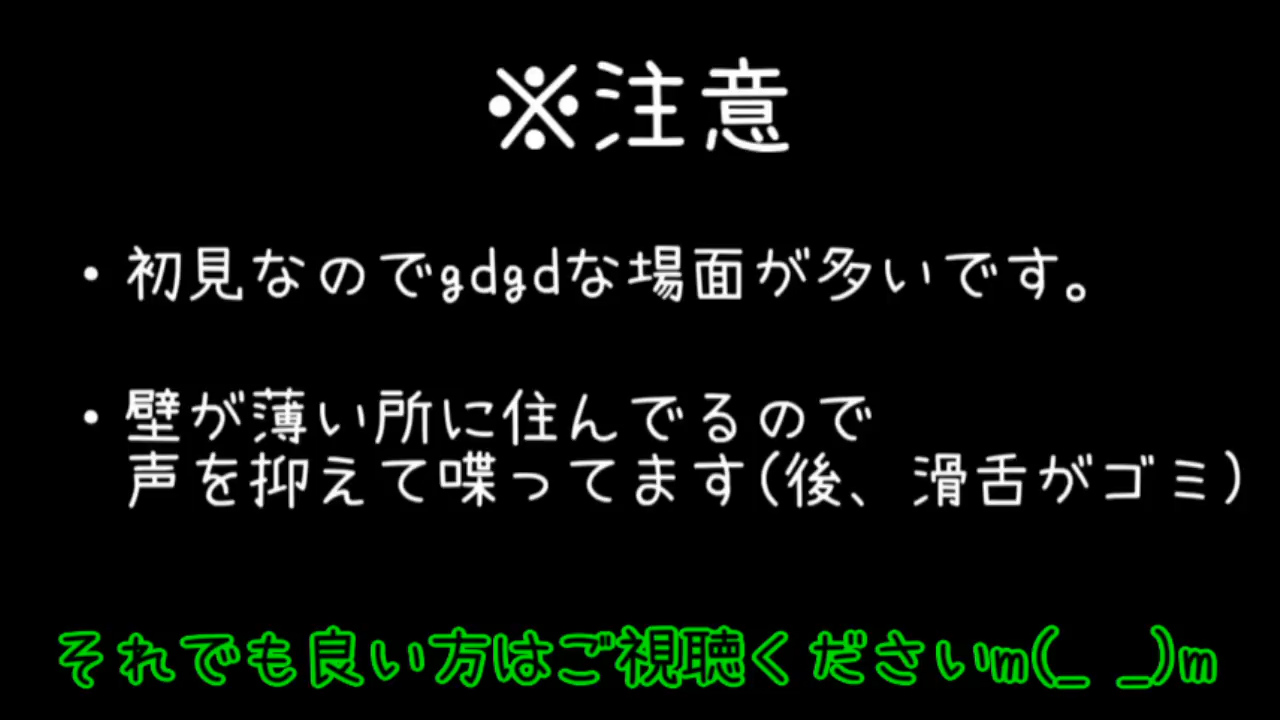 ※注意
・初見なのでgdgdな場面が多いです。
・壁が薄い所に住んでるので
声を抑えて喋ってます(後、滑舌がゴミ)
それでも良い方はご視聴くださいm(_ _)m